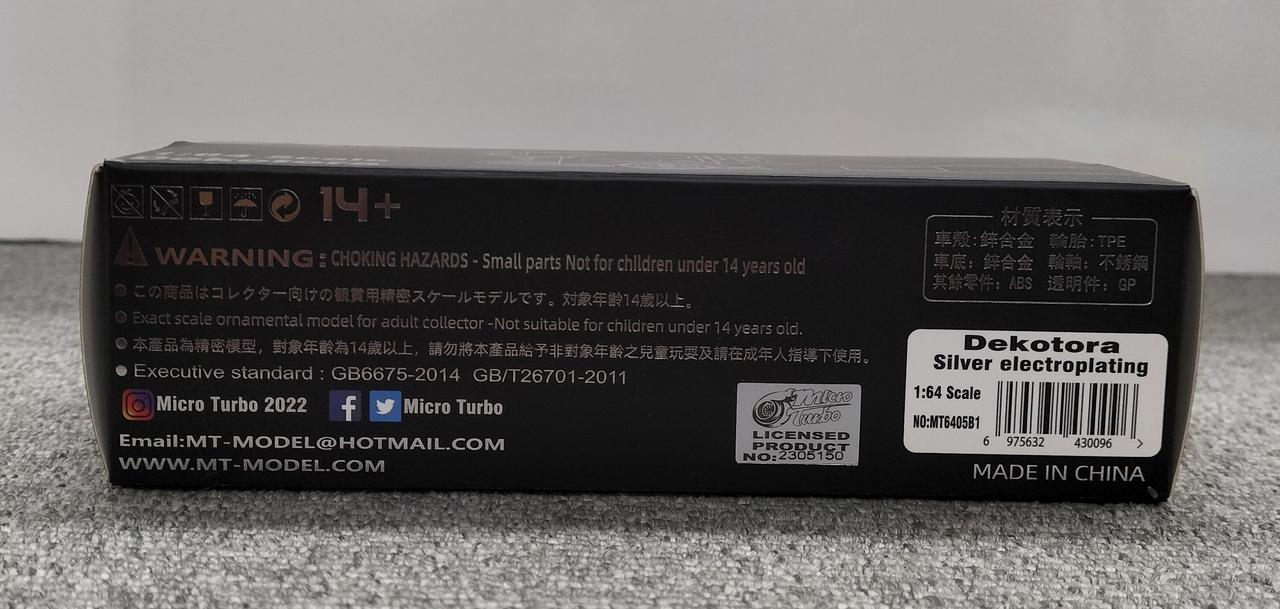 1:64 Scale
14+
WARNING: CHOKING HAZARDS - Small parts Not for children under 14 years old
この商品はコレクター向けの観賞用精密スケールモデルです。対象年齢14歳以上。
Exact scale ornamental model for adult collector -Not suitable for children under 14 years old.
本產品為精密模型，對象年齡為14歲以上，請勿將本產品給予非對象年齡之兒童玩耍及請在成年人指導下使用。
Executive standard : GB6675-2014 GB/T26701-2011
Micro Turbo 2022 f Micro Turbo
Email:MT-MODEL@HOTMAIL.COM
WWW.MT-MODEL.COM
Micro
Turbo
LICENSED
PRODUCT
NO:2305150
材質表示
車殼:鋅合金 輪胎:TPE
車底:鋅合金 輪軸:不銹鋼
其餘零件:ABS 透明件:GP
Dekotora
Silver electroplating
1:64 Scale
NO:MT6405B1
6 975632 430096 >
MADE IN CHINA